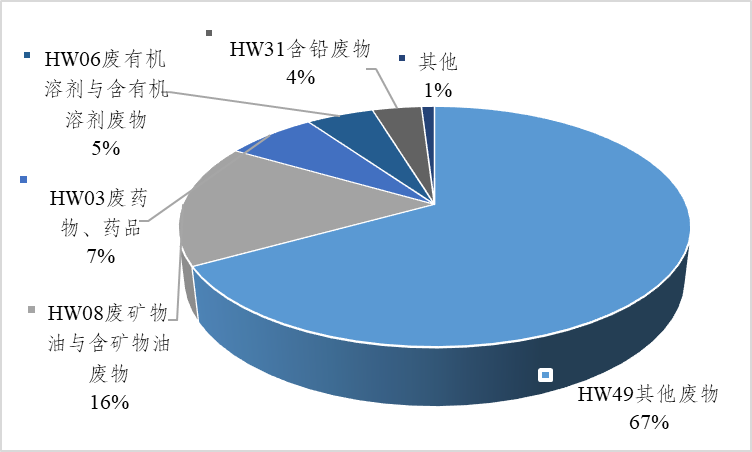 HW06废有机
溶剂与含有机
溶剂废物
5%
HW31含铅废物
4%
其他
1%
HW03废药
物、药品
7%
HW08废矿物
油与含矿物油
废物
16%
HW49其他废物
67%